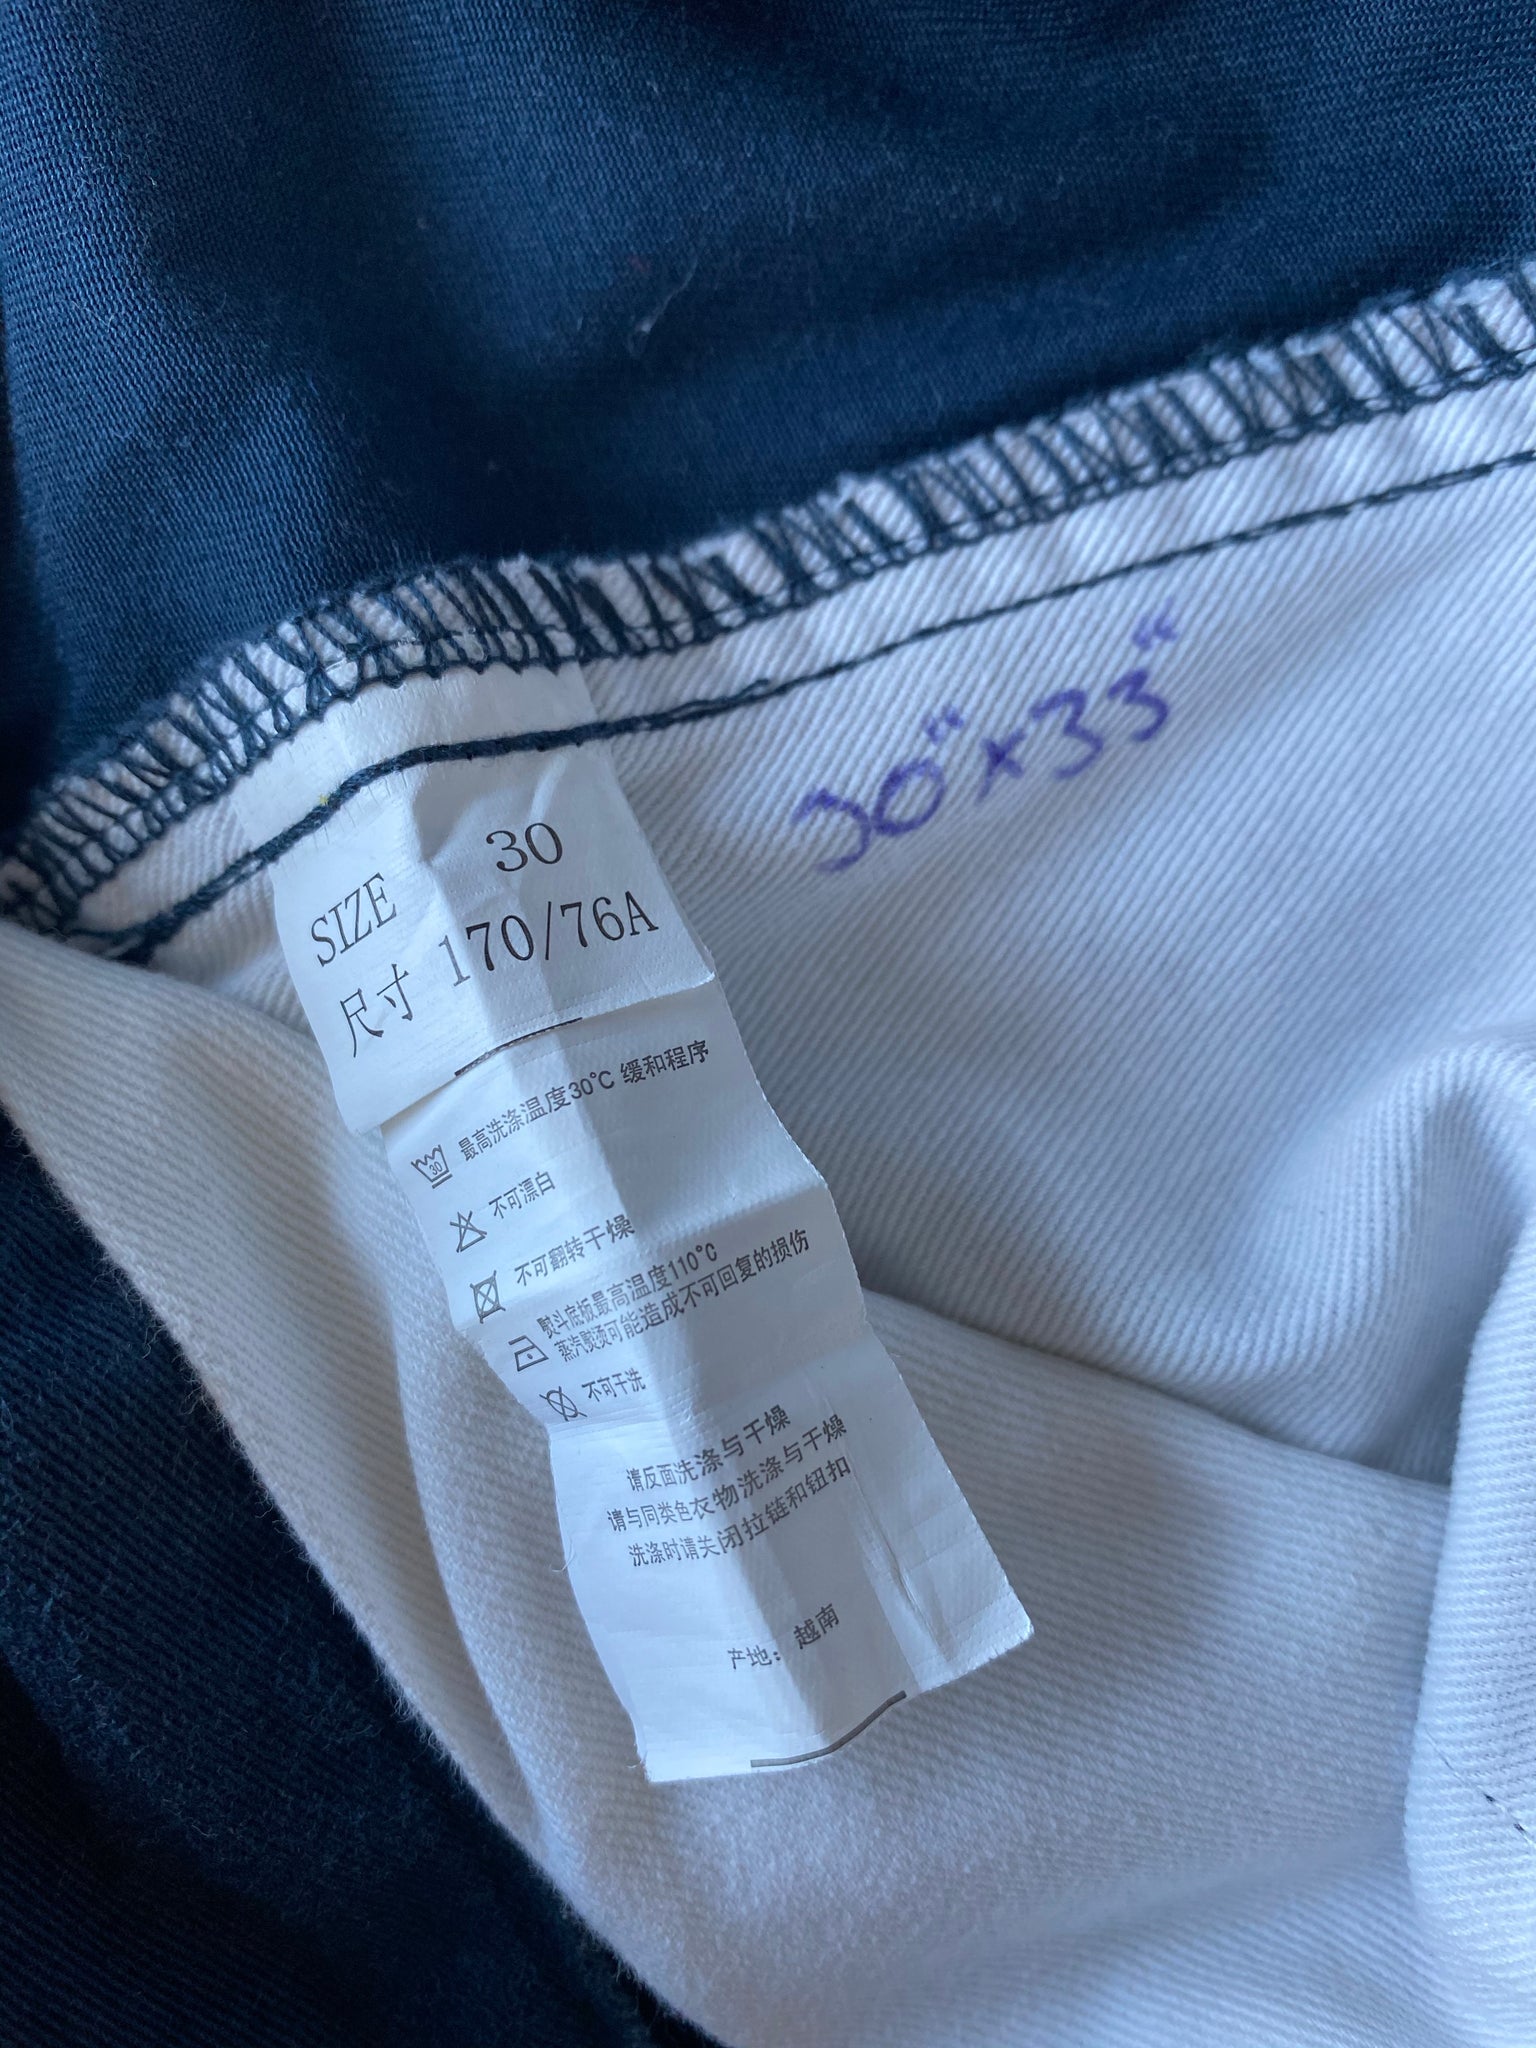 30"x33"
SIZE 30
尺寸 170/76A
最高洗涤温度30℃ 缓和程序
30
不可漂白
不可翻转干燥
熨斗底板最高温度110℃
蒸汽熨烫可能造成不可回复的损伤
不可干洗
请反面洗涤与干燥
请与同类色衣物洗涤与干燥
洗涤时请关闭拉链和钮扣
产地：越南